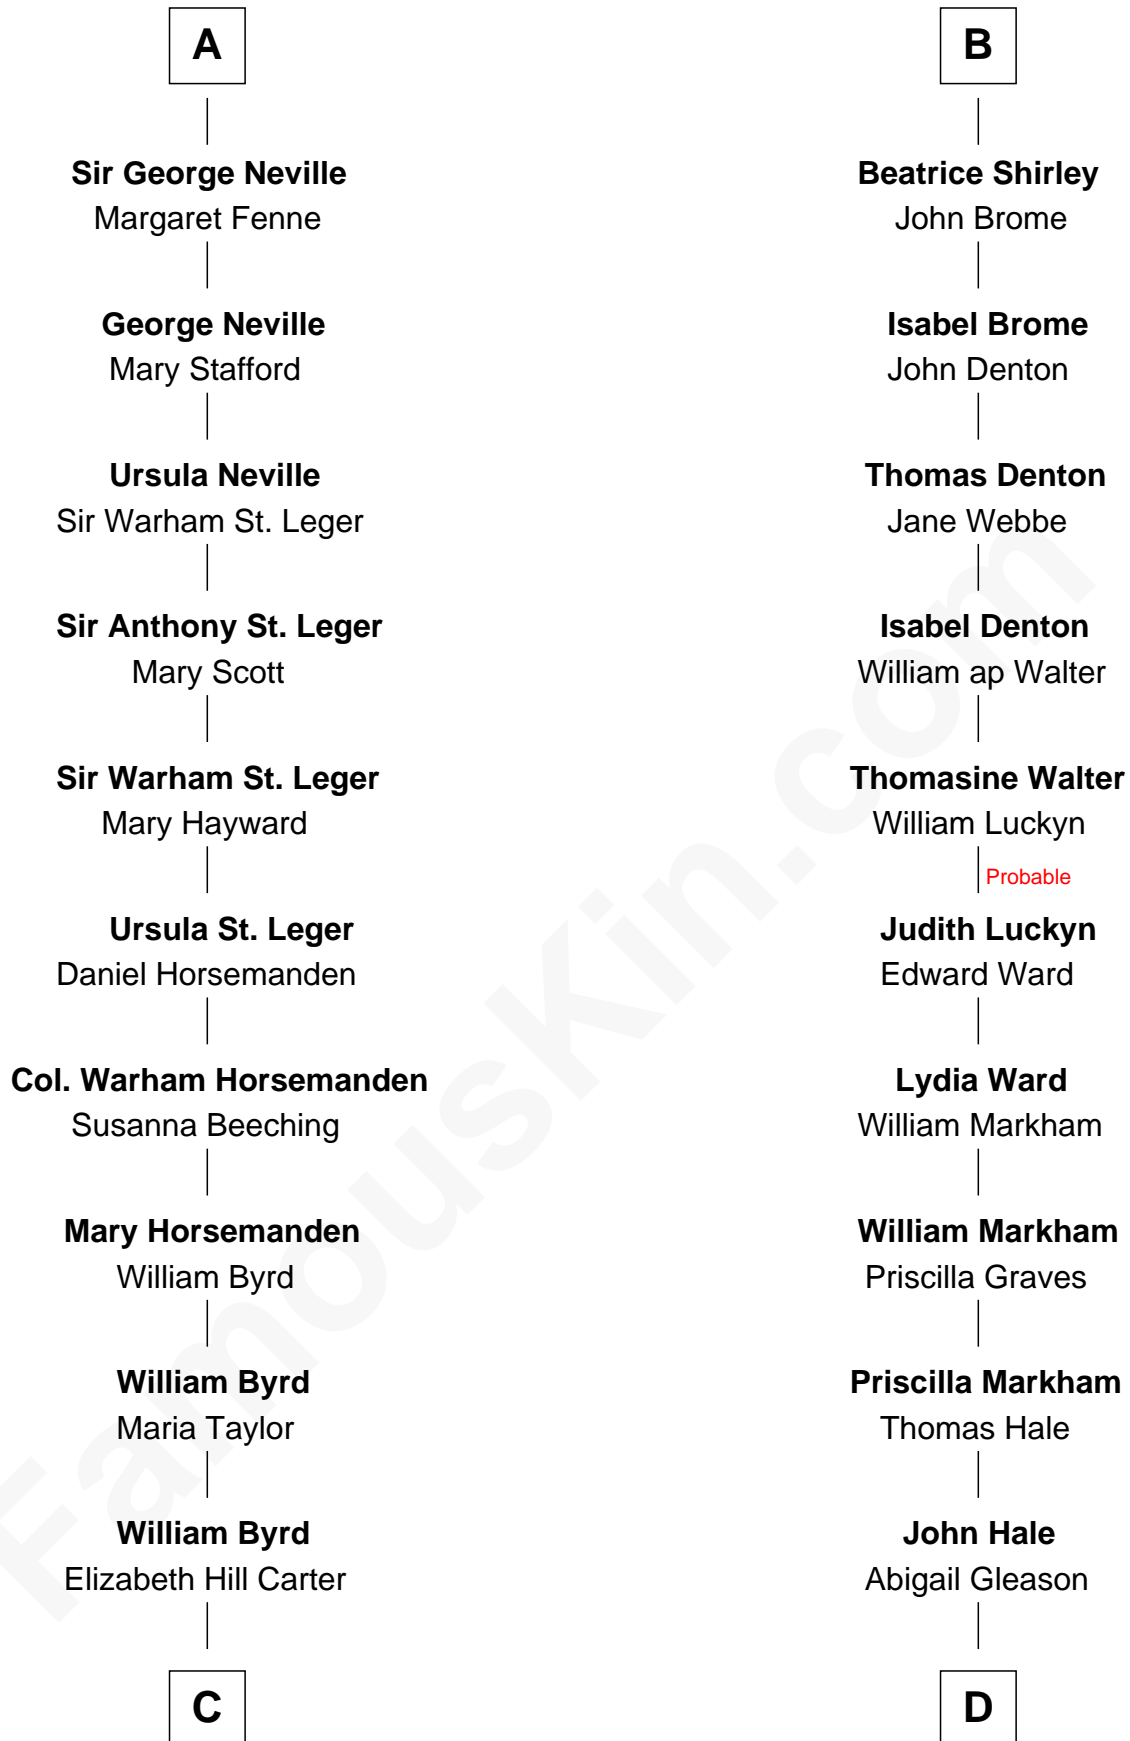 A
Sir George Neville
Margaret Fenne
George Neville
Mary Stafford
Ursula Neville
Sir Warham St. Leger
Sir Anthony St. Leger
Mary Scott
Sir Warham St. Leger
Mary Hayward
Ursula St. Leger
Daniel Horsemanden
Col. Warham Horsemanden
Susanna Beeching
Mary Horsemanden
William Byrd
William Byrd
Maria Taylor
William Byrd
Elizabeth Hill Carter
C
B
Beatrice Shirley
John Brome
Isabel Brome
John Denton
Thomas Denton
Jane Webbe
Isabel Denton
William ap Walter
Thomasine Walter
William Luckyn
Probable
Judith Luckyn
Edward Ward
Lydia Ward
William Markham
William Markham
Priscilla Graves
Priscilla Markham
Thomas Hale
John Hale
Abigail Gleason
D
FamousKin.com